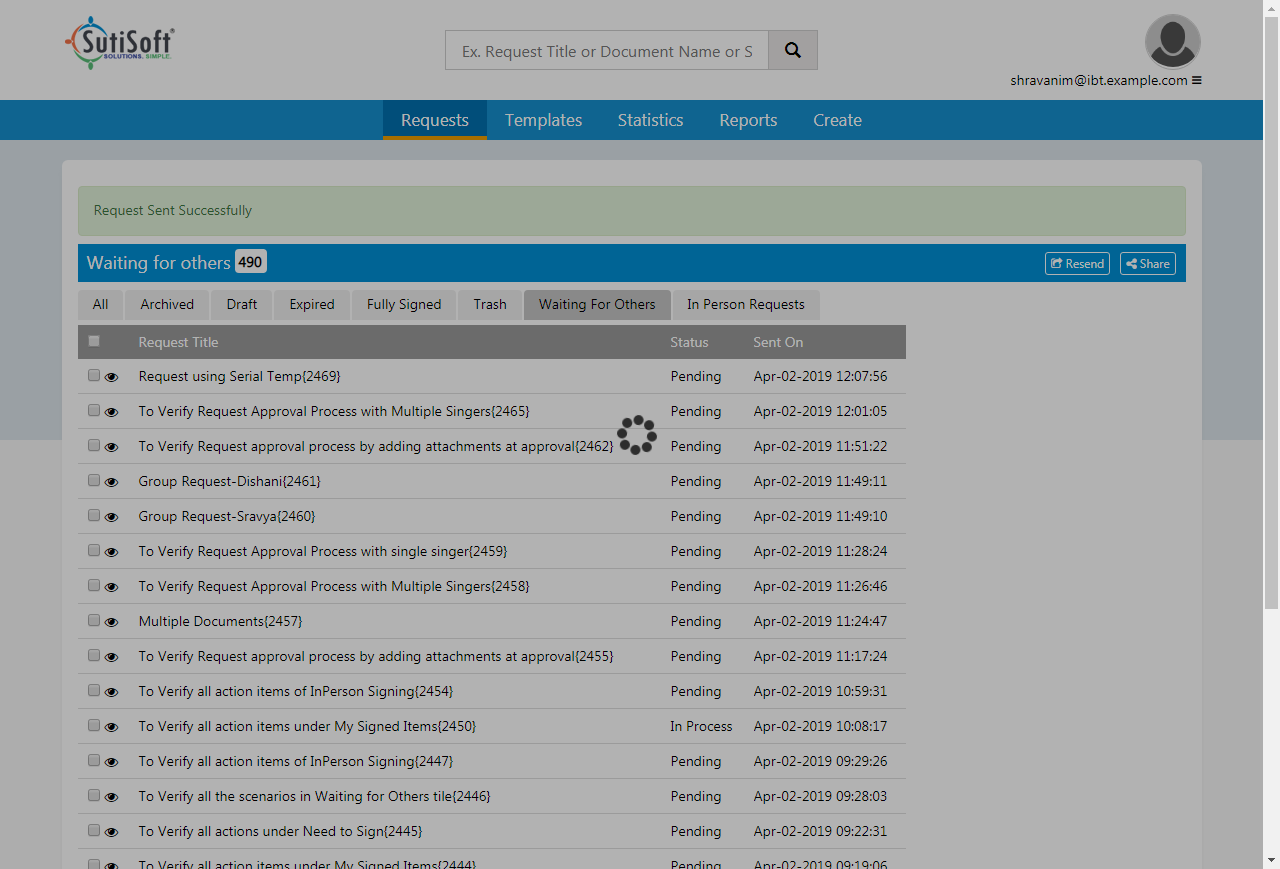 SutiSoft®
SOLUTIONS. SIMPLE.
Ex. Request Title or Document Name or S
shravanim@ibt.example.com
Requests Templates Statistics Reports Create
Request Sent Successfully
Waiting for others 490 Resend Share
All Archived Draft Expired Fully Signed Trash Waiting For Others In Person Requests
Request Title Status Sent On
Request using Serial Temp{2469} Pending Apr-02-2019 12:07:56
To Verify Request Approval Process with Multiple Singers{2465} Pending Apr-02-2019 12:01:05
To Verify Request approval process by adding attachments at approval{2462} Pending Apr-02-2019 11:51:22
Group Request-Dishani{2461} Pending Apr-02-2019 11:49:11
Group Request-Sravya{2460} Pending Apr-02-2019 11:49:10
To Verify Request Approval Process with single singer{2459} Pending Apr-02-2019 11:28:24
To Verify Request Approval Process with Multiple Singers{2458} Pending Apr-02-2019 11:26:46
Multiple Documents{2457} Pending Apr-02-2019 11:24:47
To Verify Request approval process by adding attachments at approval{2455} Pending Apr-02-2019 11:17:24
To Verify all action items of InPerson Signing{2454} Pending Apr-02-2019 10:59:31
To Verify all action items under My Signed Items{2450} In Process Apr-02-2019 10:08:17
To Verify all action items of InPerson Signing{2447} Pending Apr-02-2019 09:29:26
To Verify all the scenarios in Waiting for Others tile{2446} Pending Apr-02-2019 09:28:03
To Verify all actions under Need to Sign{2445} Pending Apr-02-2019 09:22:31
To Verify all action items under My Signed Items{2444} Pending Apr-02-2019 09:19:06